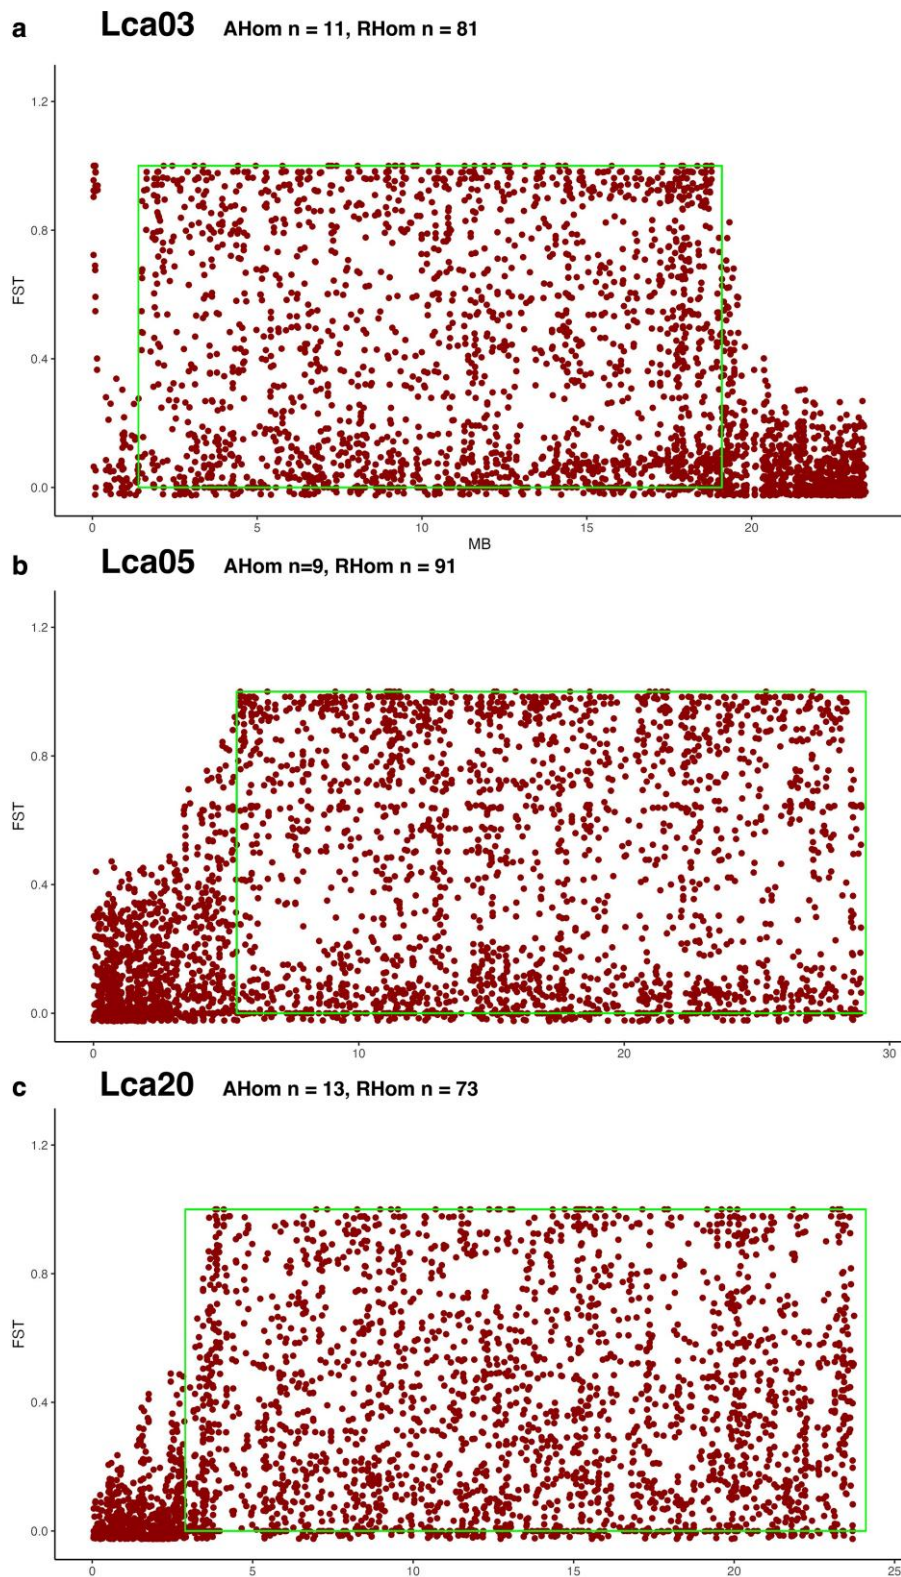 a Lca03 AHom n = 11, RHom n = 81
1.2
0.8
FST
0.4
0.0
0 5 10 15 20
MB
b Lca05 AHom n=9, RHom n = 91
1.2
0.8
FST
0.4
0.0
0 10 20 30
c Lca20 AHom n = 13, RHom n = 73
1.2
0.8
FST
0.4
0.0
0 5 10 15 20 25